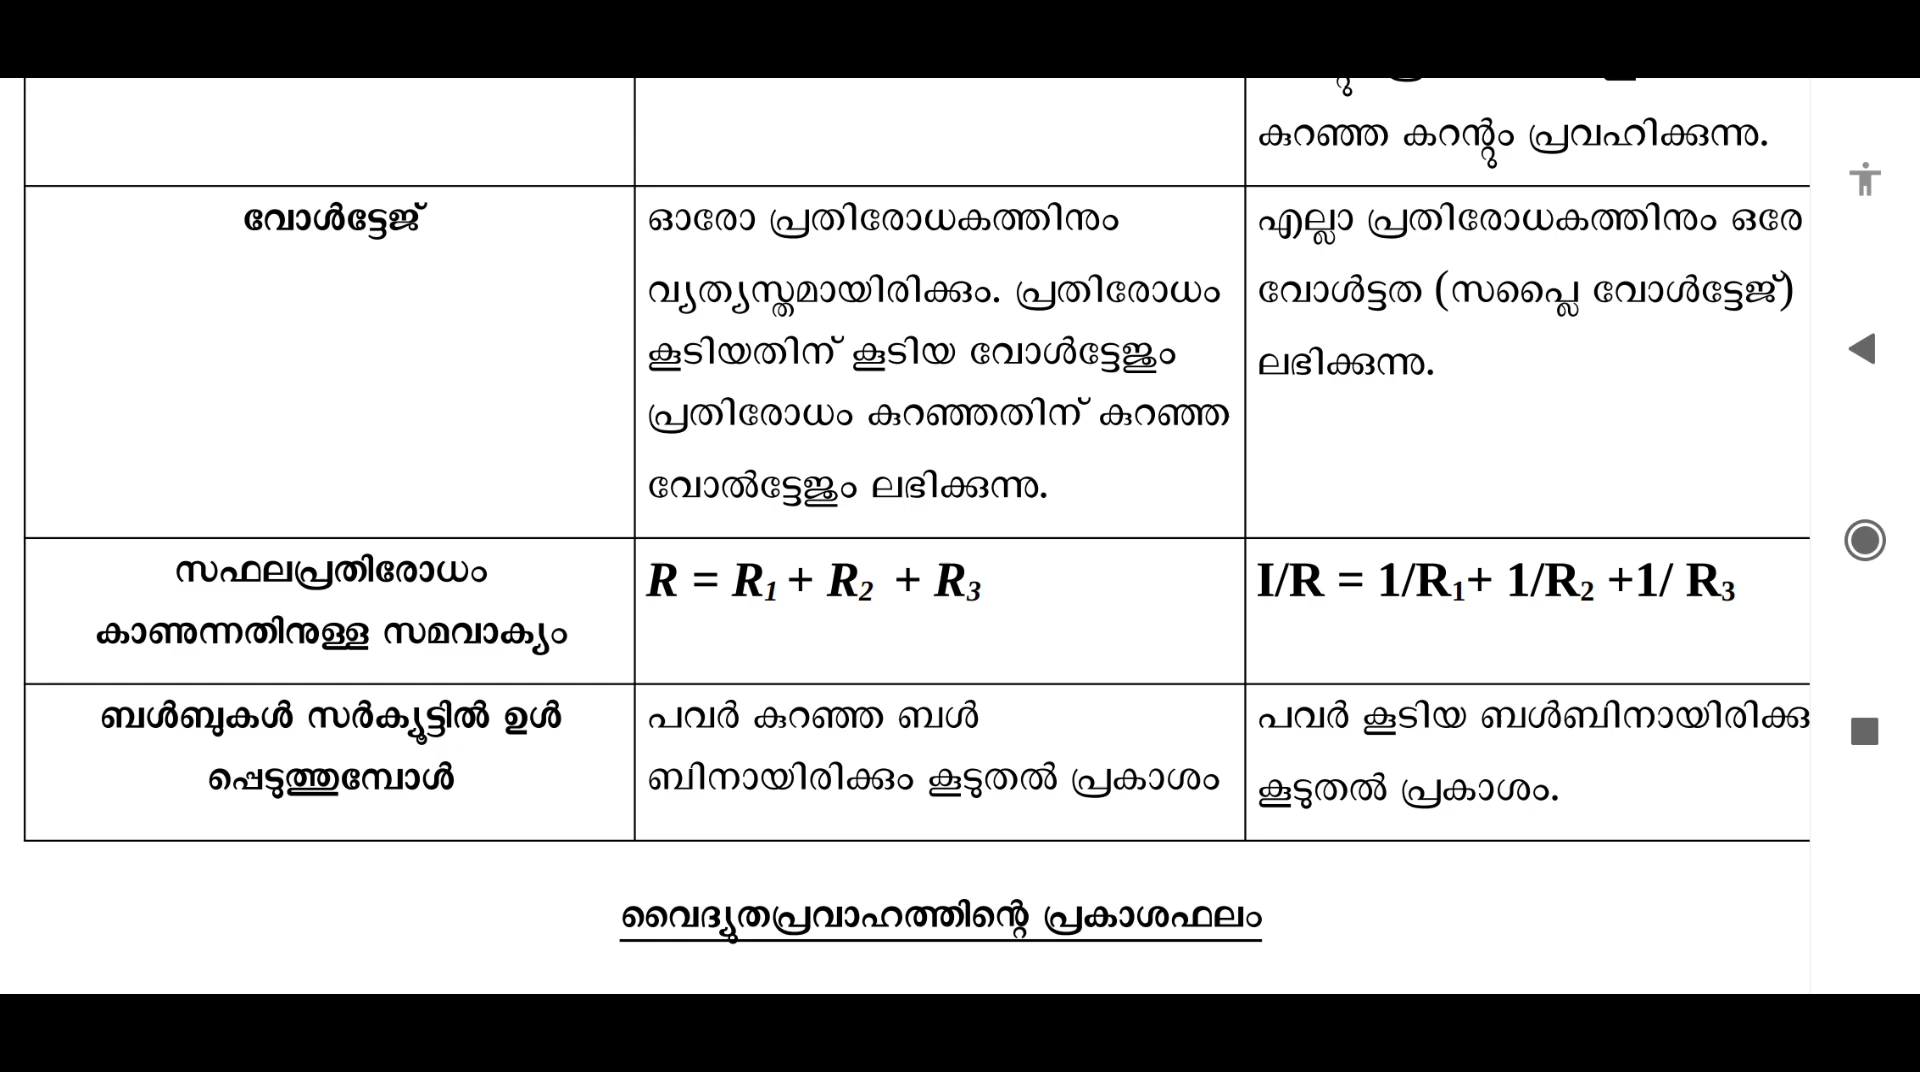 കുറഞ്ഞ കറന്റും പ്രവഹിക്കുന്നു.
വോൾട്ടേജ്
ഓരോ പ്രതിരോധകത്തിനും
വ്യത്യസ്തമായിരിക്കും. പ്രതിരോധം
കൂടിയതിന് കൂടിയ വോൾട്ടേജും
പ്രതിരോധം കുറഞ്ഞതിന് കുറഞ്ഞ
വോൽട്ടേജും ലഭിക്കുന്നു.
എല്ലാ പ്രതിരോധകത്തിനും ഒരേ
വോൾട്ടത (സപ്ലൈ വോൾട്ടേജ്)
ലഭിക്കുന്നു.
സഫലപ്രതിരോധം
കാണുന്നതിനുള്ള സമവാക്യം
R = R₁ + R₂ + R₃
I/R = 1/R₁+ 1/R₂ +1/ R₃
ബൾബുകൾ സർക്യൂട്ടിൽ ഉൾ
പ്പെടുത്തുമ്പോൾ
പവർ കുറഞ്ഞ ബൾ
ബിനായിരിക്കും കൂടുതൽ പ്രകാശം
പവർ കൂടിയ ബൾബിനായിരിക്കു
കൂടുതൽ പ്രകാശം.
വൈദ്യുതപ്രവാഹത്തിന്റെ പ്രകാശഫലം